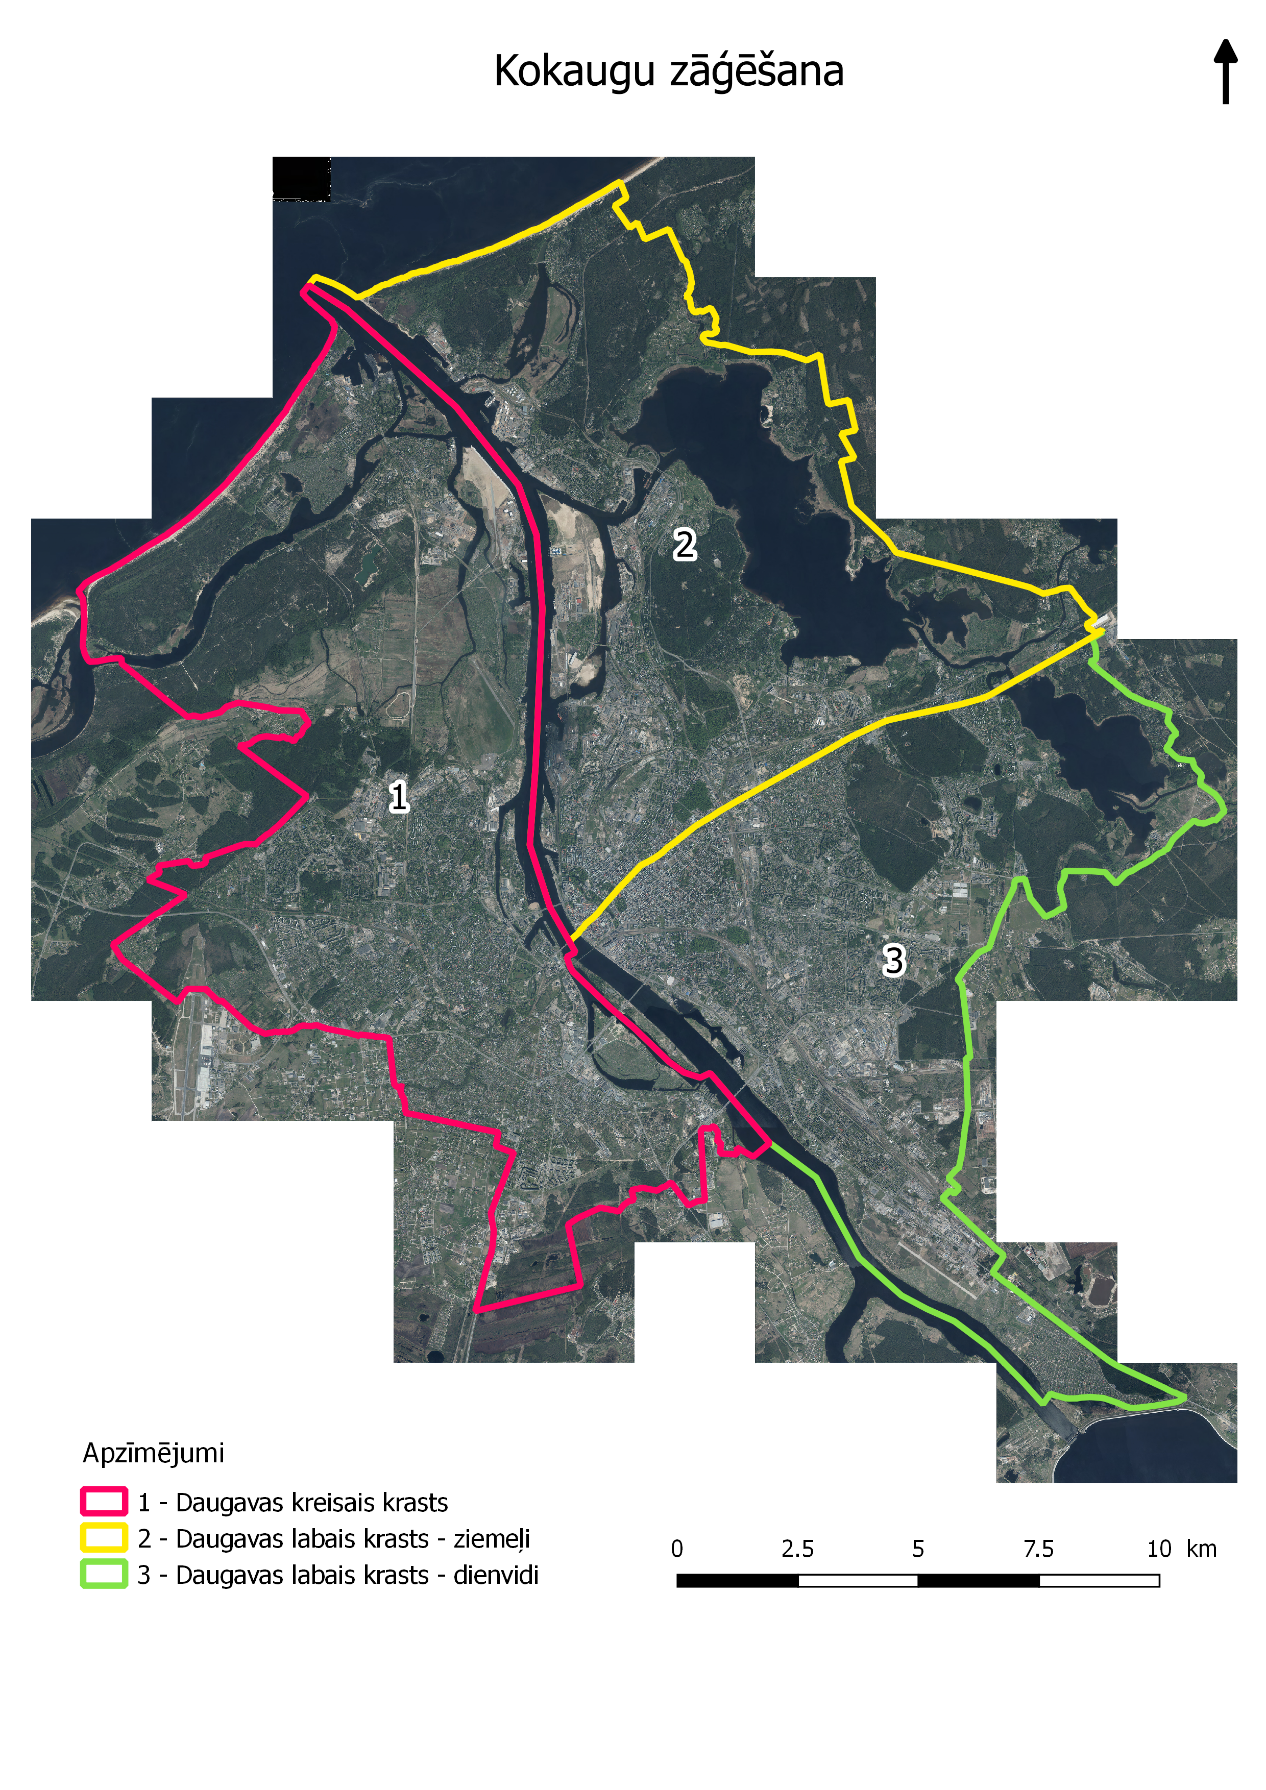 Kokaugu zāģēšana
2
1
3
Apzīmējumi
1 - Daugavas kreisais krasts
2 - Daugavas labais krasts - ziemeļi
3 - Daugavas labais krasts - dienvidi
0 2.5 5 7.5 10 km